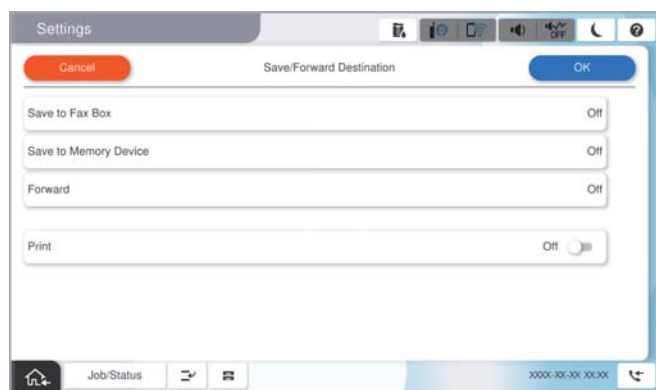 Settings
OFF
Cancel
Save/Forward Destination
OK
Save to Fax Box
Off
Save to Memory Device
Off
Forward
Off
Print
Off
Job/Status
XXXX-XX-XX XX:XX